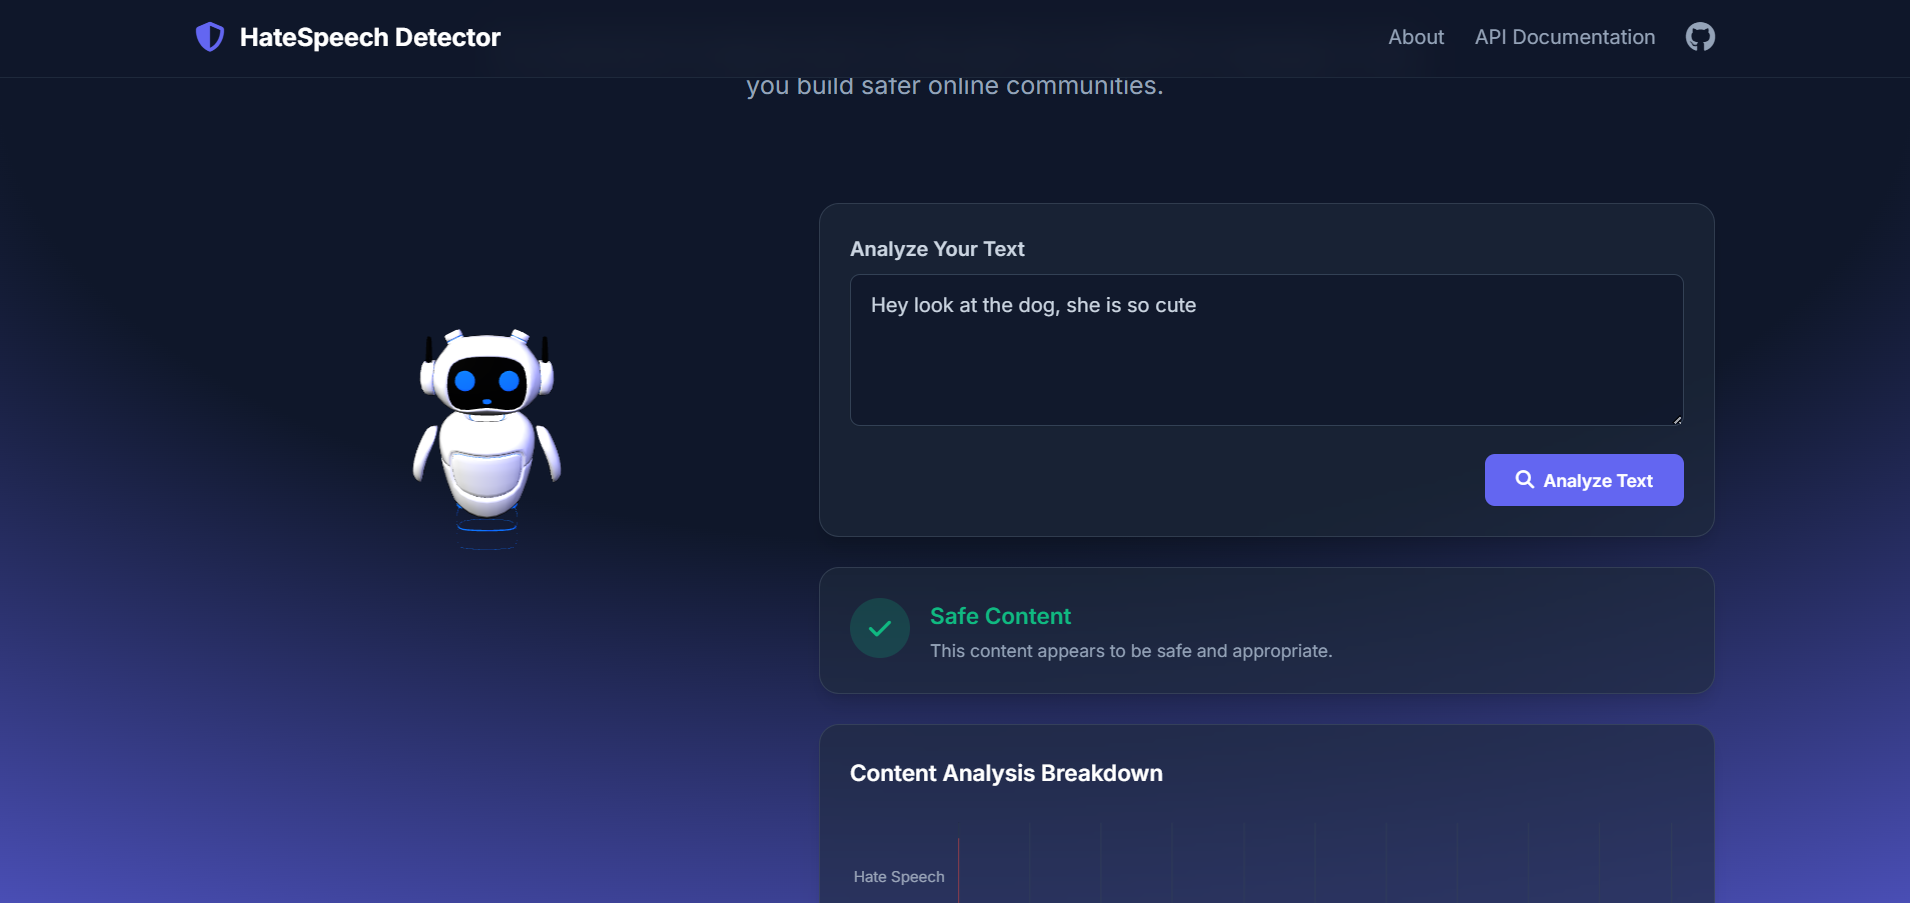 HateSpeech Detector
About
API Documentation
you build safer online communities.
Analyze Your Text
Hey look at the dog, she is so cute
Analyze Text
Safe Content
This content appears to be safe and appropriate.
Content Analysis Breakdown
Hate Speech